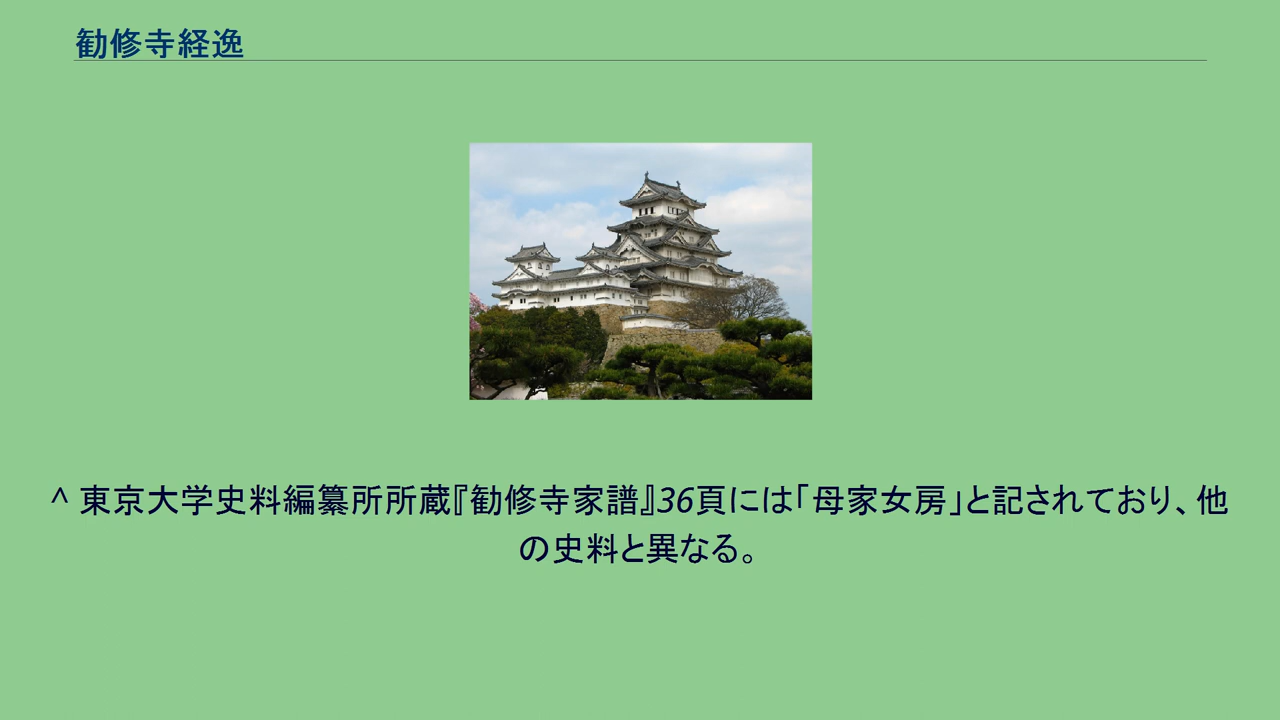 勧修寺経逸
^ 東京大学史料編纂所所蔵『勧修寺家譜』36頁には「母家女房」と記されており、他
の史料と異なる。